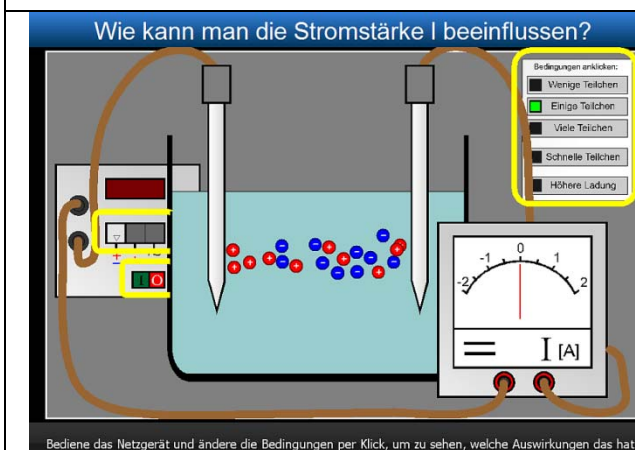 Wie kann man die Stromstärke I beeinflussen?
Bedingungen anklicken:
Wenige Teilchen
Einige Teilchen
Viele Teilchen
Schnelle Teilchen
Höhere Ladung
I O
-2 -1 0 1 2
I [A]
Bediene das Netzgerät und ändere die Bedingungen per Klick, um zu sehen, welche Auswirkungen das hat